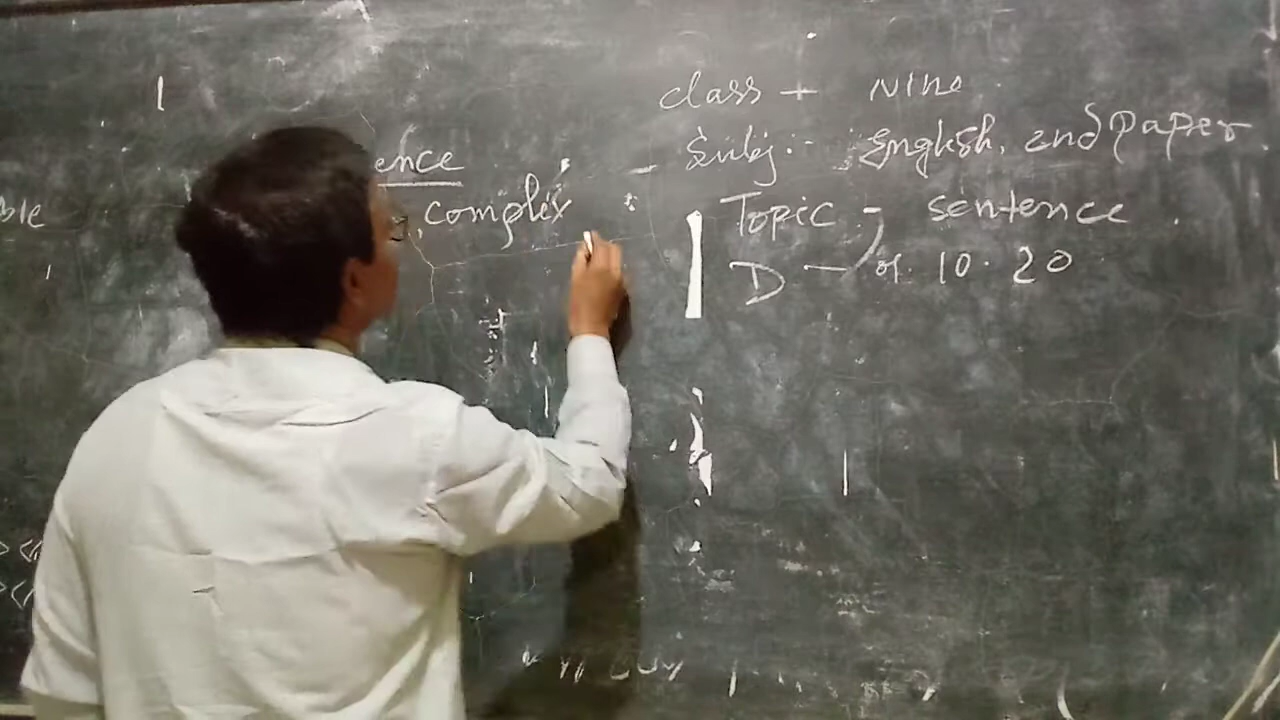 class + Nine
Subj:- English, 2nd Paper
Topic - sentence
D - 01.10.20
ence
ble , complex